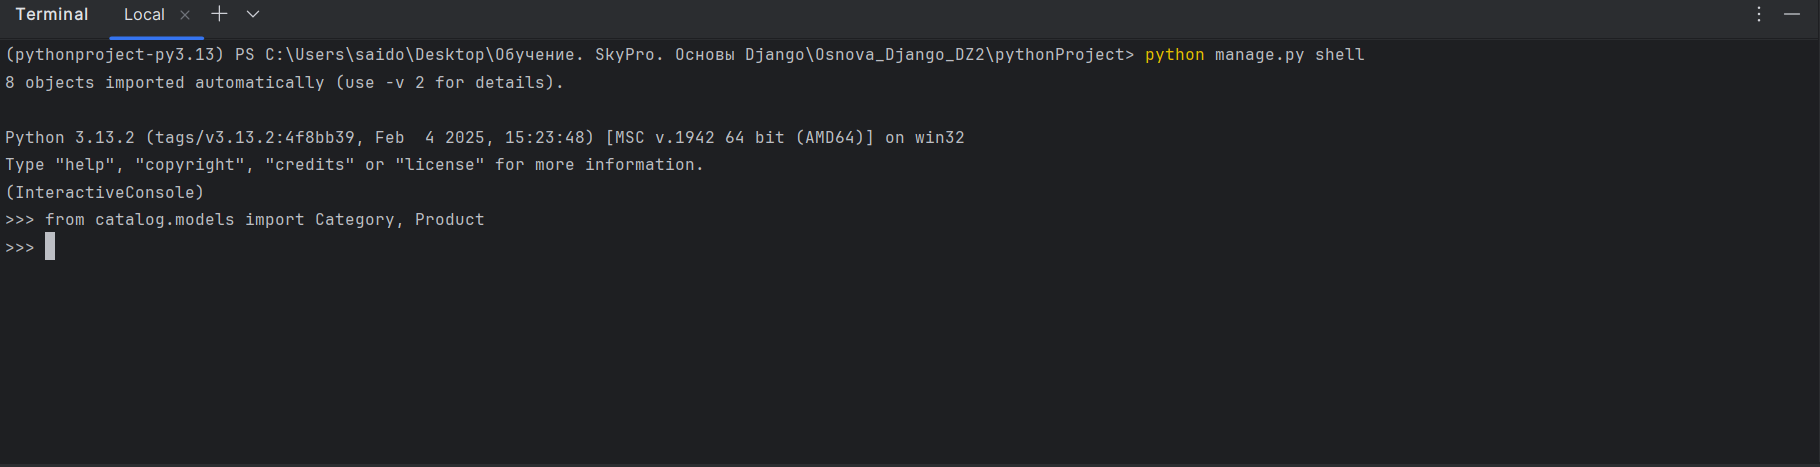 Terminal Local
(pythonproject-py3.13) PS C:\Users\saido\Desktop\Обучение. SkyPro. Основы Django\Osnova_Django_DZ2\pythonProject> python manage.py shell
8 objects imported automatically (use -v 2 for details).
Python 3.13.2 (tags/v3.13.2:4f8bb39, Feb  4 2025, 15:23:48) [MSC v.1942 64 bit (AMD64)] on win32
Type "help", "copyright", "credits" or "license" for more information.
(InteractiveConsole)
>>> from catalog.models import Category, Product
>>>